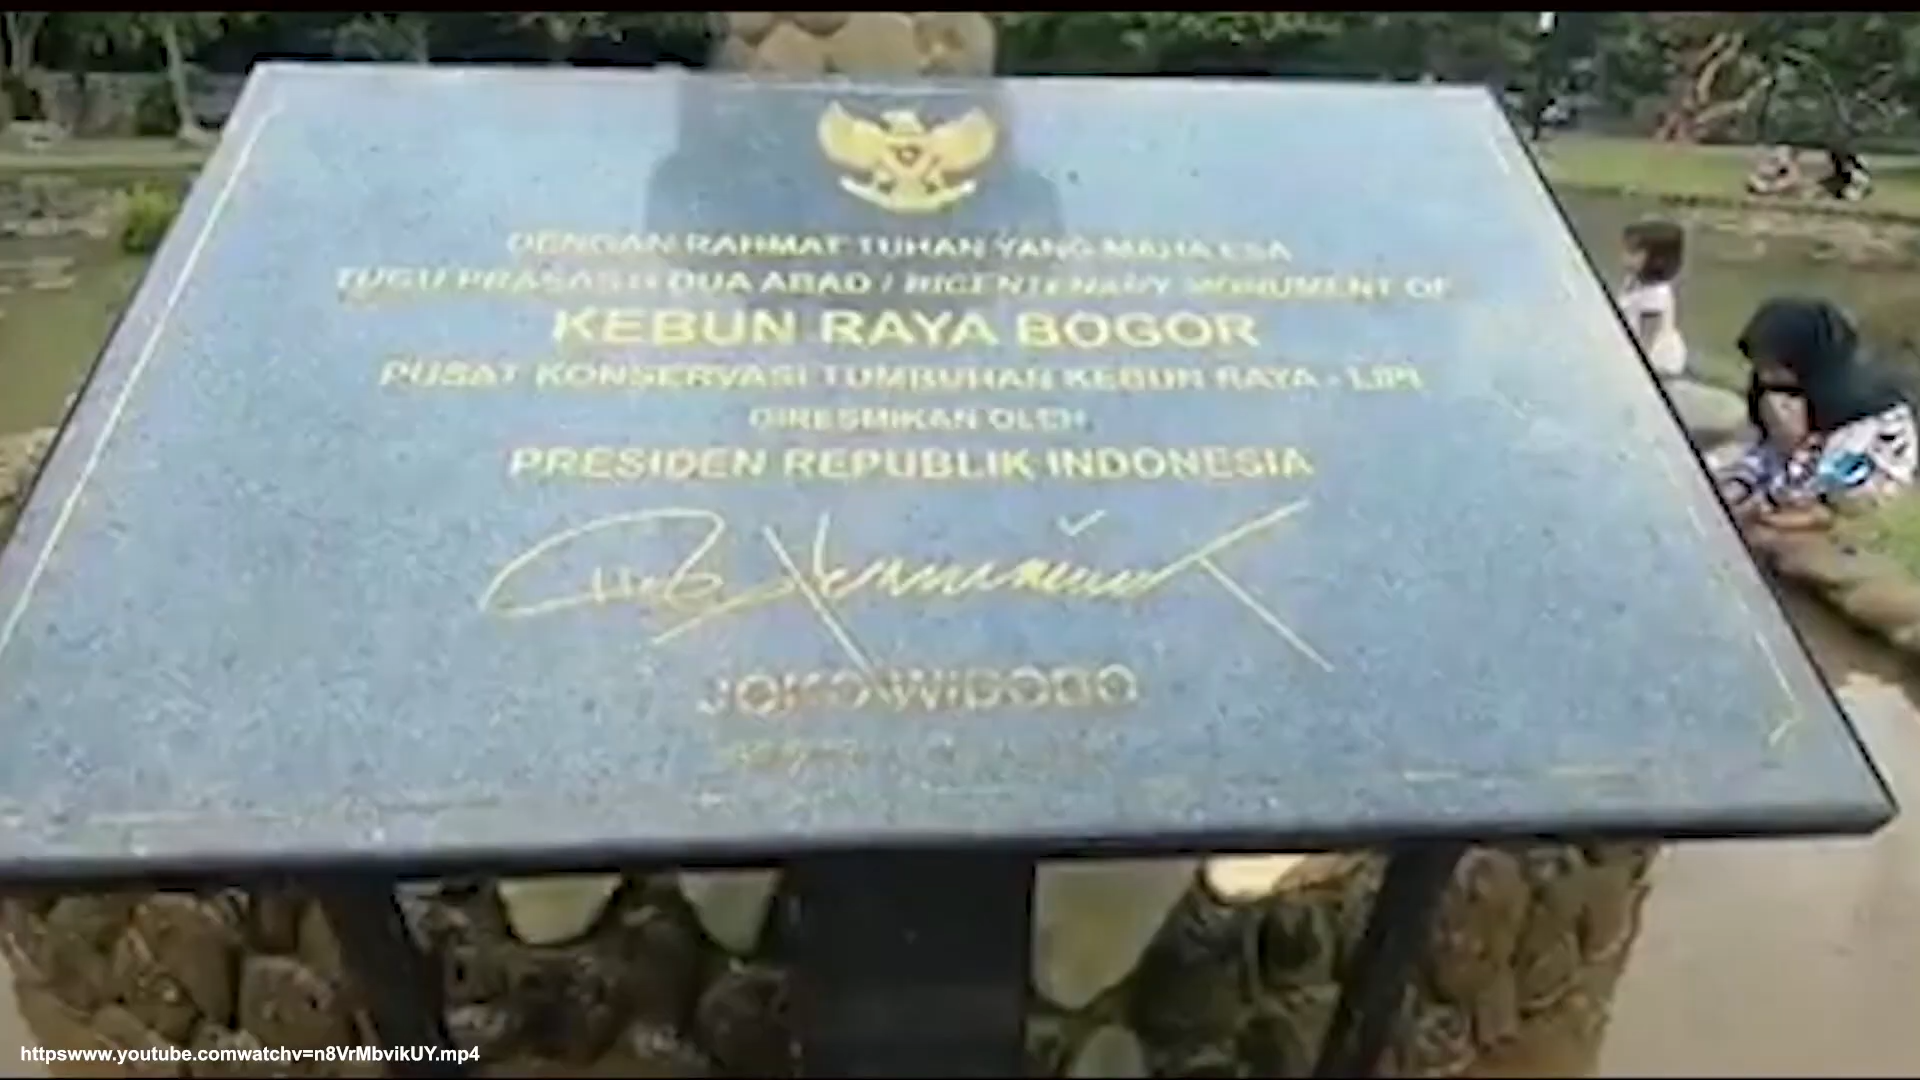 DENGAN RAHMAT TUHAN YANG MAHA ESA
TUGU PRASASTI DUA ABAD / BICENTENARY MONUMENT OF
KEBUN RAYA BOGOR
PUSAT KONSERVASI TUMBUHAN KEBUN RAYA - LIPI
DIRESMIKAN OLEH
PRESIDEN REPUBLIK INDONESIA
JOKO WIDODO
httpswww.youtube.comwatchv=n8VrMbvikUY.mp4